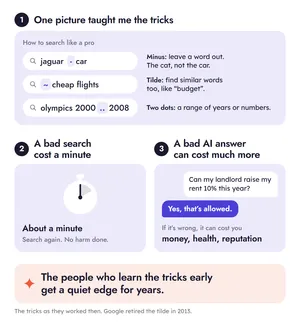 1 One picture taught me the tricks
How to search like a pro
jaguar - car
Minus: leave a word out.
The cat, not the car.
~ cheap flights
Tilde: find similar words
too, like “budget”.
olympics 2000 .. 2008
Two dots: a range of years or numbers.
2 A bad search
cost a minute
About a minute
Search again. No harm done.
3 A bad AI answer
can cost much more
Can my landlord raise my
rent 10% this year?
Yes, that's allowed.
If it's wrong, it can cost you
money, health, reputation
The people who learn the tricks early
get a quiet edge for years.
The tricks as they worked then. Google retired the tilde in 2013.